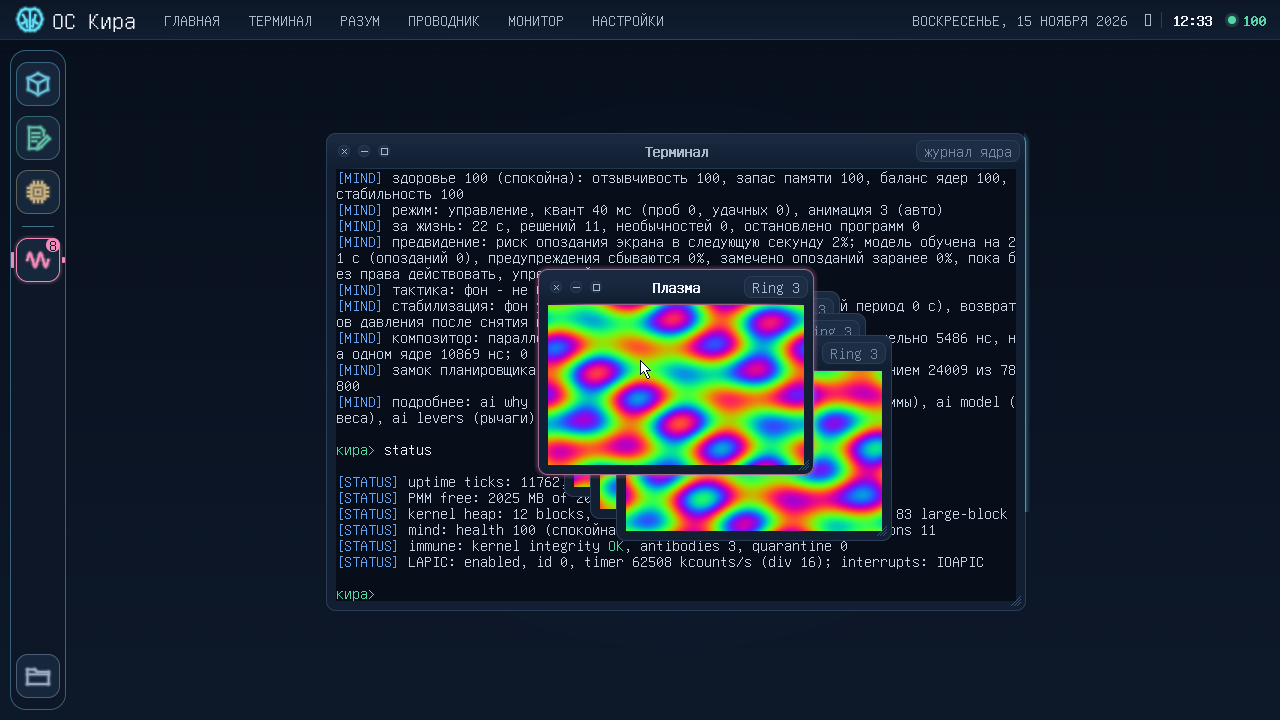 ОС Кира ГЛАВНАЯ ТЕРМИНАЛ РАЗУМ ПРОВОДНИК МОНИТОР НАСТРОЙКИ ВОСКРЕСЕНЬЕ, 15 НОЯБРЯ 2026 12:33 100
8
Терминал журнал ядра
[MIND] здоровье 100 (спокойна): отзывчивость 100, запас памяти 100, баланс ядер 100,
стабильность 100
[MIND] режим: управление, квант 40 мс (проб 0, удачных 0), анимация 3 (авто)
[MIND] за жизнь: 22 с, решений 11, необычностей 0, остановлено программ 0
[MIND] предвидение: риск опоздания экрана в следующую секунду 2%; модель обучена на 2
1 с (опозданий 0), предупреждения сбываются 0%, замечено опозданий заранее 0%, пока б
ез права действовать,
[MIND] тактика: фон - не
[MIND] стабилизация: фон й период 0 с), возврат
ов давления после снятия
[MIND] композитор: 5486 нс, н
а одном ядре 10869 нс; 0
[MIND] замок планировщика 24009 из 78
800
[MIND] подробнее: ai why ai model (
веса), ai levers (рычаги)
Плазма Ring 3
Ring 3
кира> status
[STATUS] uptime ticks: 11762
[STATUS] PMM free: 2025 MB of
[STATUS] kernel heap: 12 blocks, 83 large-block
[STATUS] mind: health 100 (спокойна 11
[STATUS] immune: kernel integrity OK, antibodies 3, quarantine 0
[STATUS] LAPIC: enabled, id 0, timer 62508 kcounts/s (div 16); interrupts: IOAPIC
кира>